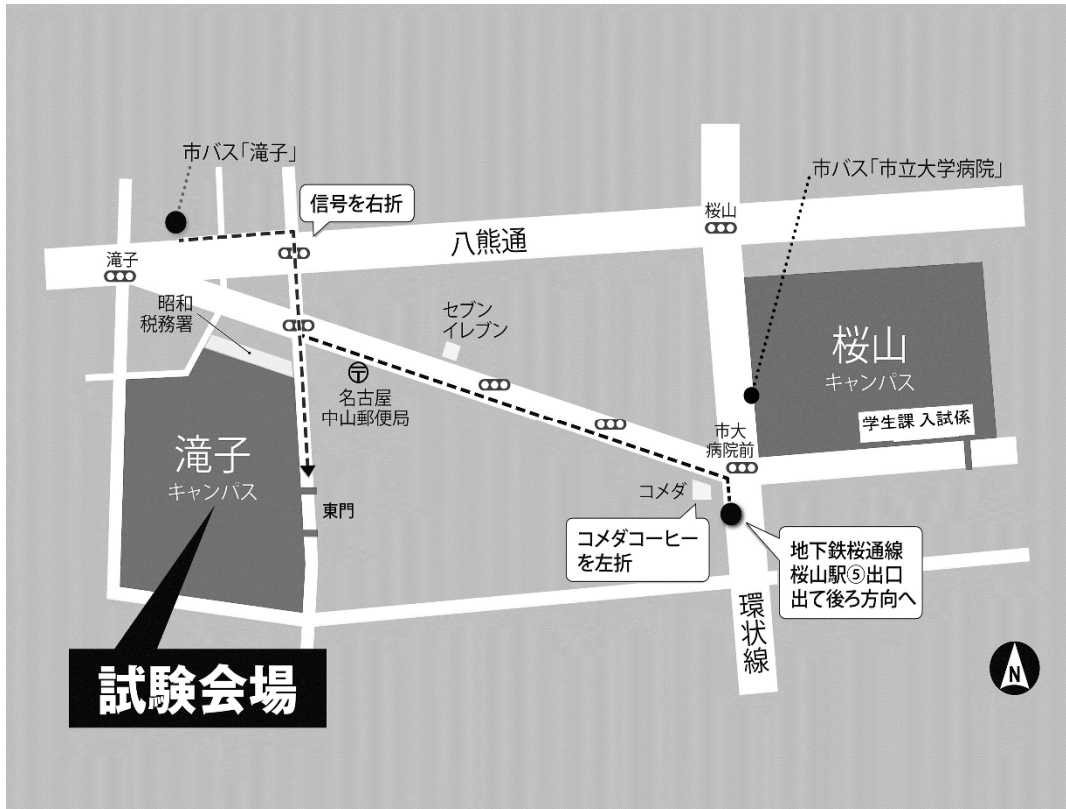 市バス「滝子」
信号を右折
市バス「市立大学病院」
桜山
八熊通
滝子
昭和
税務署
セブン
イレブン
桜山
キャンパス
〒
名古屋
中山郵便局
学生課 入試係
市大
病院前
滝子
キャンパス
コメダ
東門
コメダコーヒー
を左折
地下鉄桜通線
桜山駅⑤出口
出て後ろ方向へ
環状線
試験会場
N